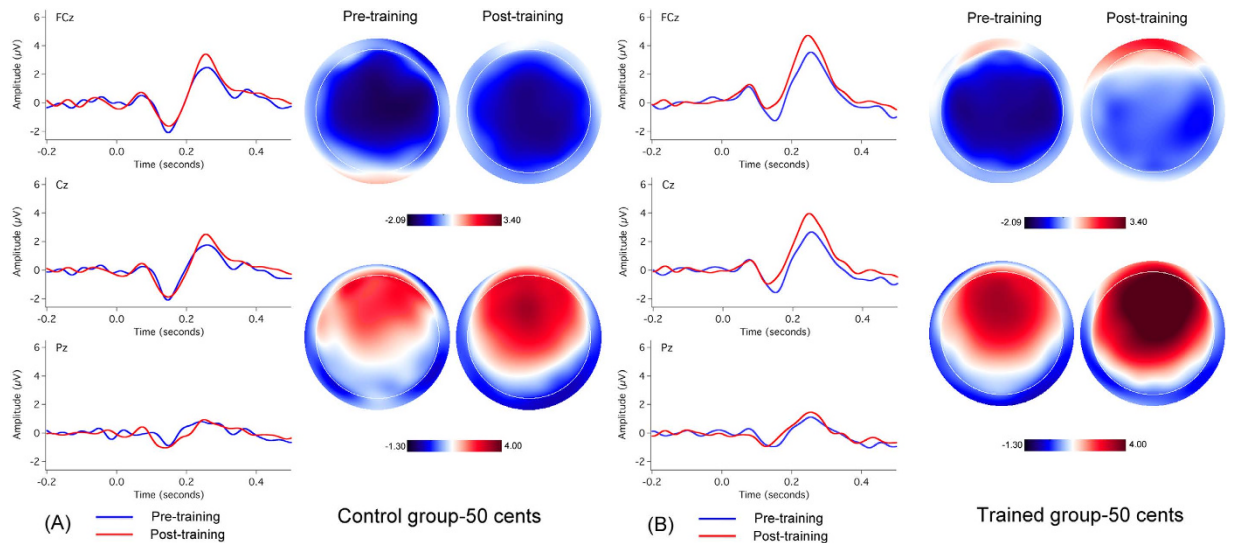 FCz
Amplitude (μV)
6
4
2
0
-2
-0.2 0.0 0.2 0.4
Time (seconds)
Cz
Amplitude (μV)
6
4
2
0
-2
-0.2 0.0 0.2 0.4
Time (seconds)
Pz
Amplitude (μV)
6
4
2
0
-2
-0.2 0.0 0.2 0.4
Time (seconds)
Pre-training Post-training
-2.09 3.40
-1.30 4.00
(A)
Pre-training
Post-training
Control group-50 cents
FCz
Amplitude (μV)
6
4
2
0
-2
-0.2 0.0 0.2 0.4
Time (seconds)
Cz
Amplitude (μV)
6
4
2
0
-2
-0.2 0.0 0.2 0.4
Time (seconds)
Pz
Amplitude (μV)
6
4
2
0
-2
-0.2 0.0 0.2 0.4
Time (seconds)
Pre-training Post-training
-2.09 3.40
-1.30 4.00
(B)
Pre-training
Post-training
Trained group-50 cents